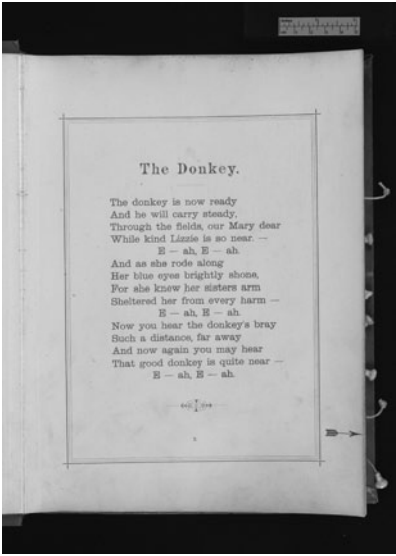 The Donkey.
The donkey is now ready
And he will carry steady,
Through the fields, our Mary dear
While kind Lizzie is so near. —
E — ah, E — ah.
And as she rode along
Her blue eyes brightly shone,
For she knew her sisters arm
Sheltered her from every harm —
E — ah, E — ah.
Now you hear the donkey's bray
Such a distance, far away
And now again you may hear
That good donkey is quite near —
E — ah, E — ah.